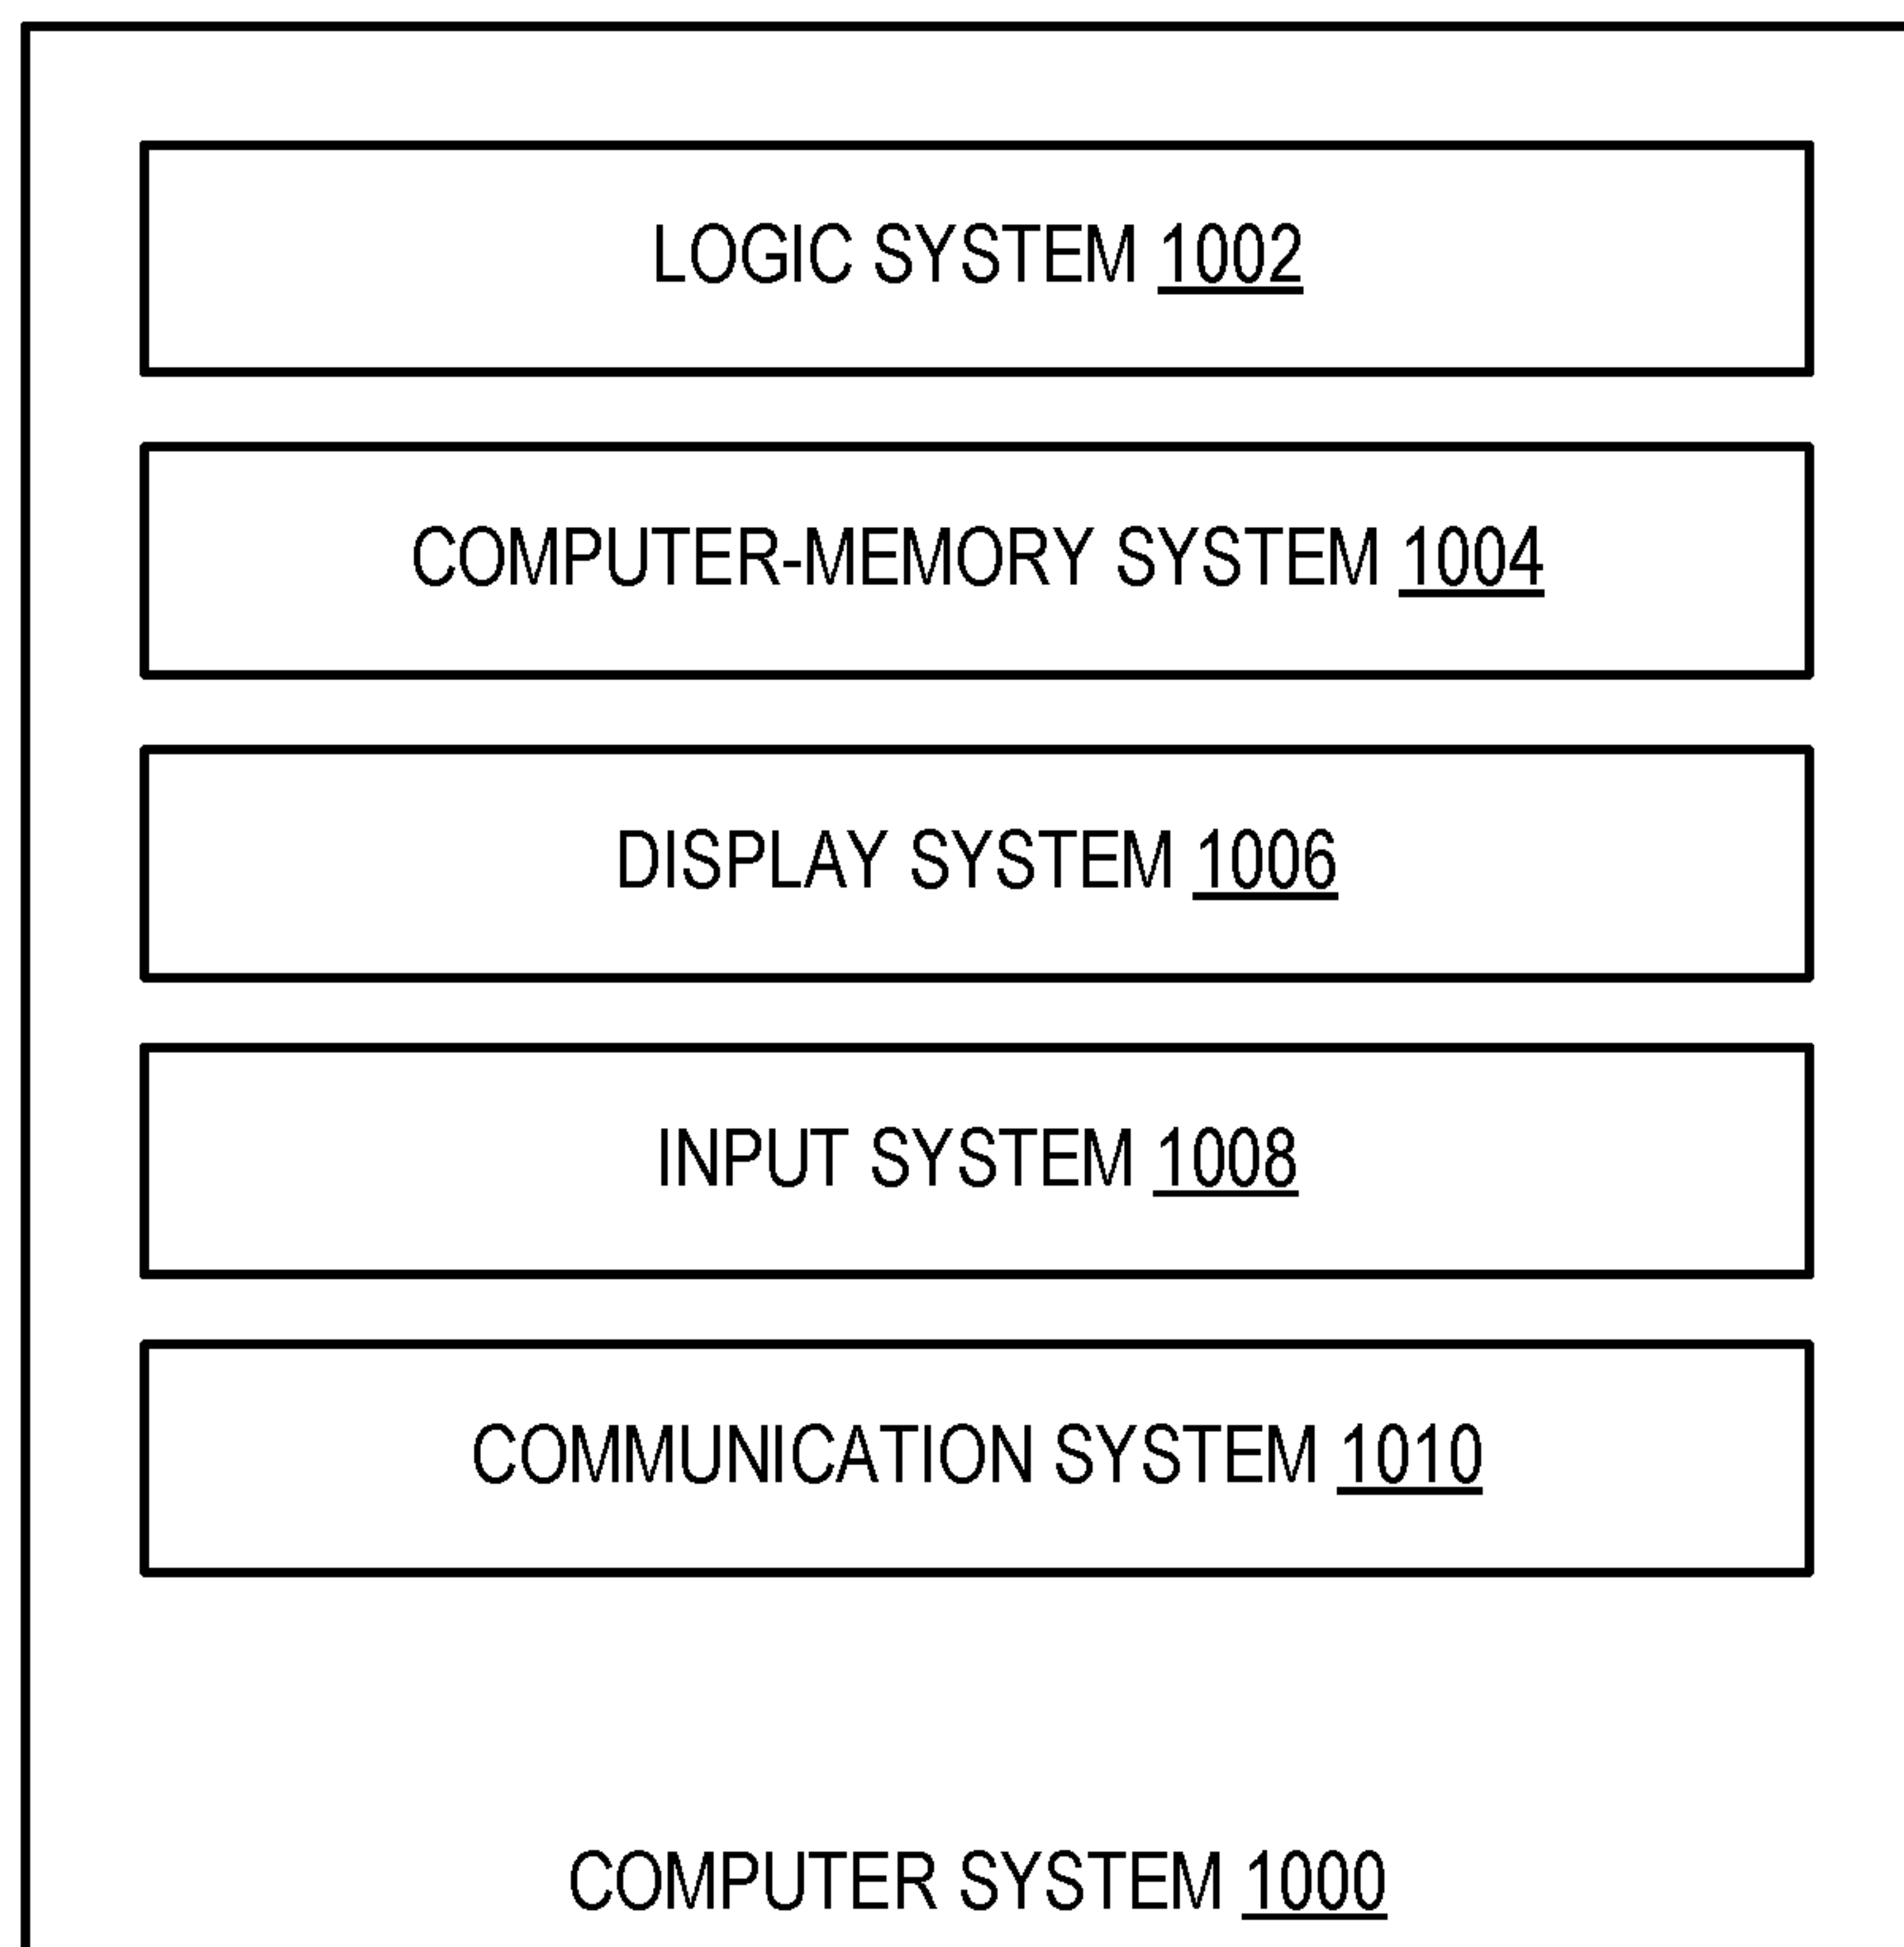 LOGIC SYSTEM 1002
COMPUTER-MEMORY SYSTEM 1004
DISPLAY SYSTEM 1006
INPUT SYSTEM 1008
COMMUNICATION SYSTEM 1010
COMPUTER SYSTEM 1000